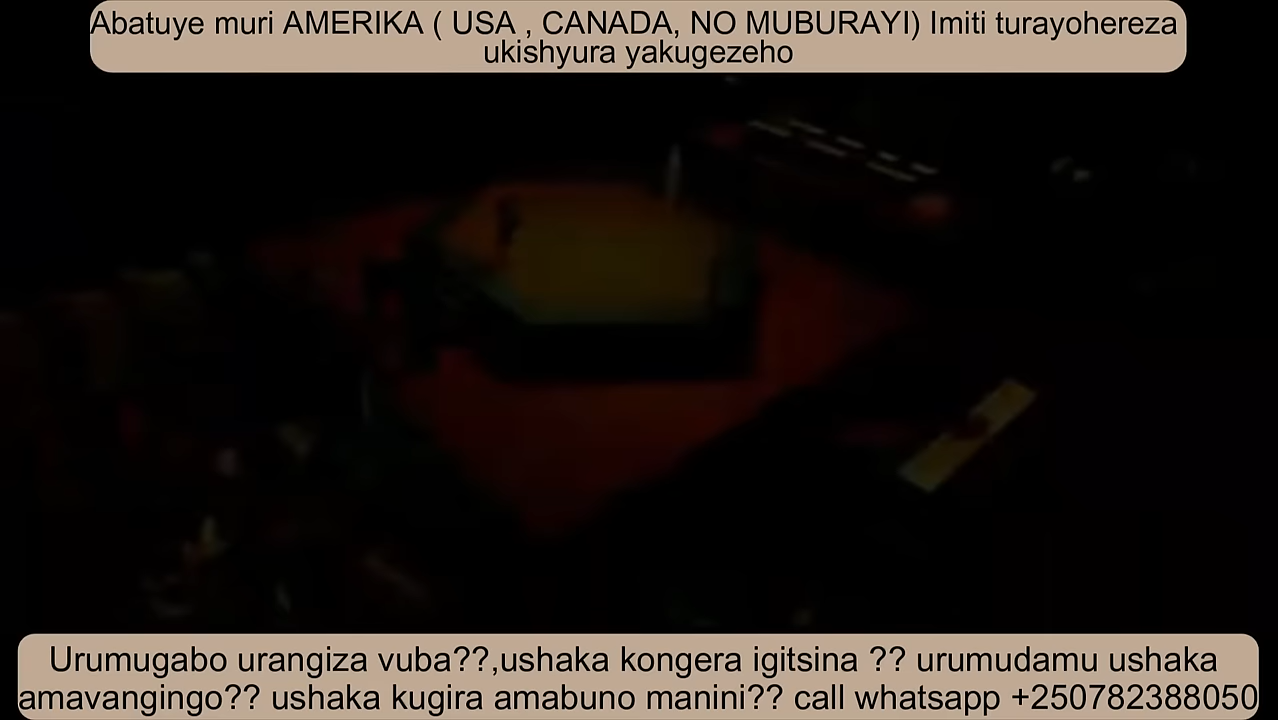 Abatuye muri AMERIKA ( USA , CANADA, NO MUBURAYI) Imiti turayohereza
ukishyura yakugezeho
Urumugabo urangiza vuba??,ushaka kongera igitsina ?? urumudamu ushaka
amavangingo?? ushaka kugira amabuno manini?? call whatsapp +250782388050